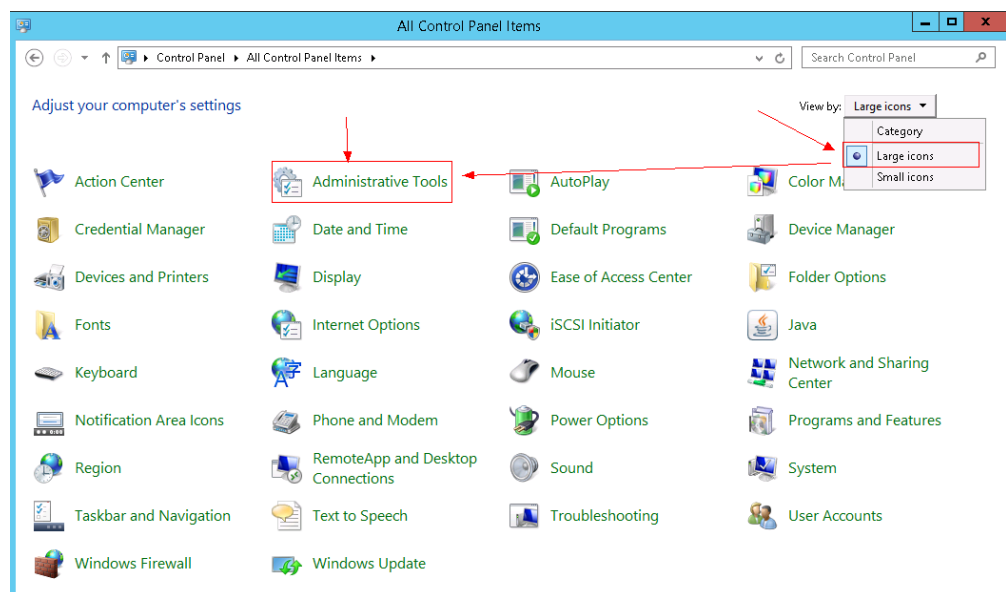 All Control Panel Items
Control Panel All Control Panel Items Search Control Panel
Adjust your computer's settings View by: Large icons
Category
Large icons
Small icons
Action Center Administrative Tools AutoPlay Color M
Credential Manager Date and Time Default Programs Device Manager
Devices and Printers Display Ease of Access Center Folder Options
Fonts Internet Options iSCSI Initiator Java
Keyboard Language Mouse Network and Sharing
Center
Notification Area Icons Phone and Modem Power Options Programs and Features
Region RemoteApp and Desktop Sound System
Connections
Taskbar and Navigation Text to Speech Troubleshooting User Accounts
Windows Firewall Windows Update